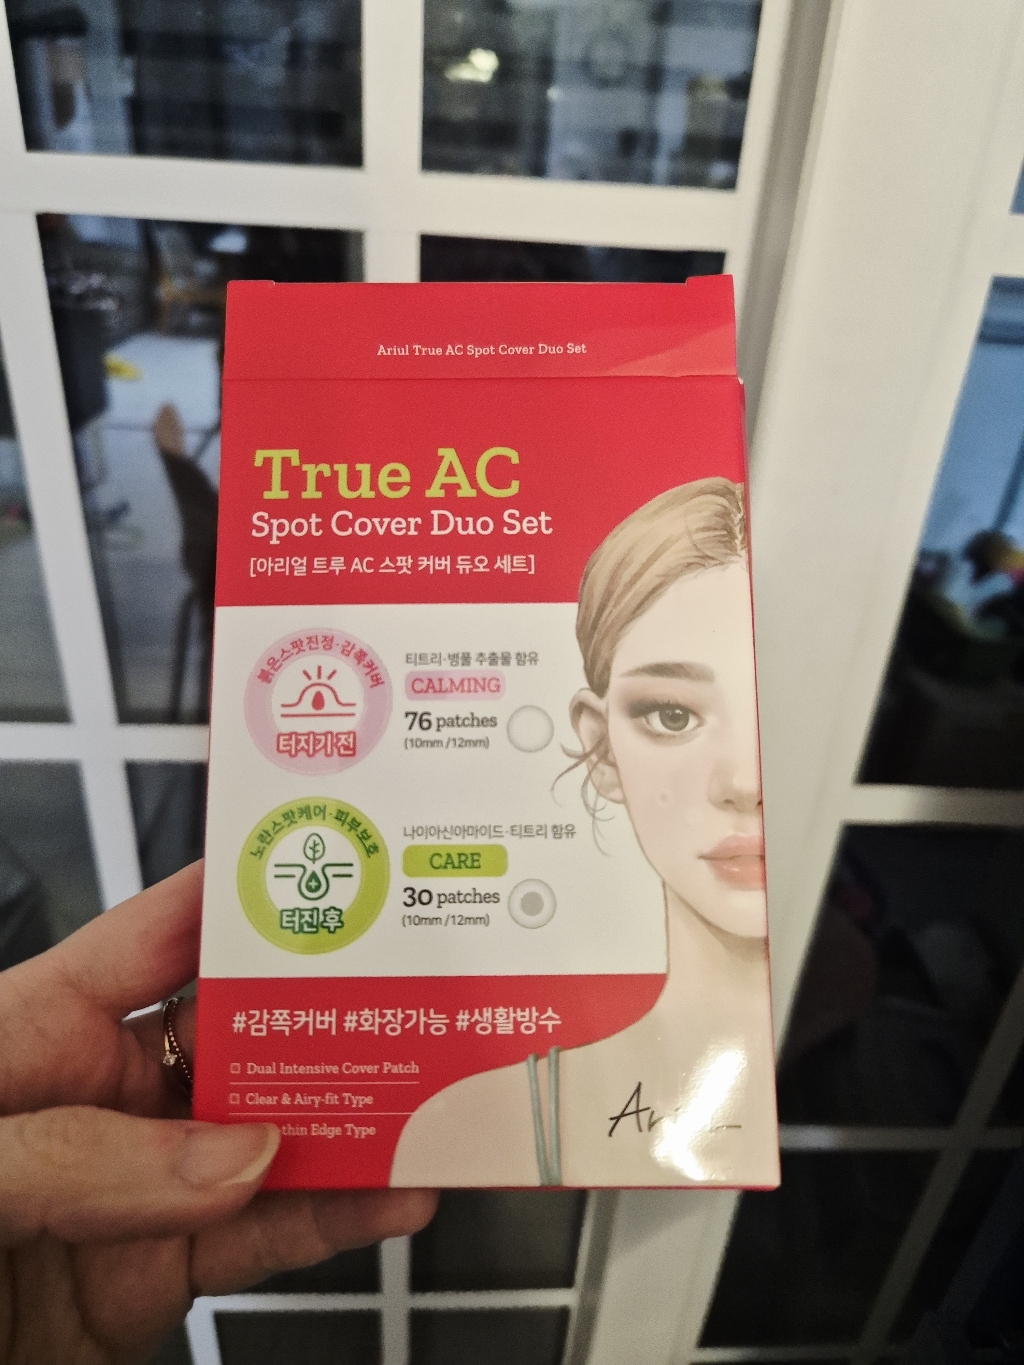 Ariul True AC Spot Cover Duo Set
True AC
Spot Cover Duo Set
[아리얼 트루 AC 스팟 커버 듀오 세트]
붉은스팟진정·감쪽커버
터지기 전
티트리·병풀 추출물 함유
CALMING
76 patches
(10mm /12mm)
노란스팟케어·피부보호
터진 후
나이아신아마이드·티트리 함유
CARE
30 patches
(10mm /12mm)
#감쪽커버 #화장가능 #생활방수
Dual Intensive Cover Patch
Clear & Airy-fit Type
-thin Edge Type